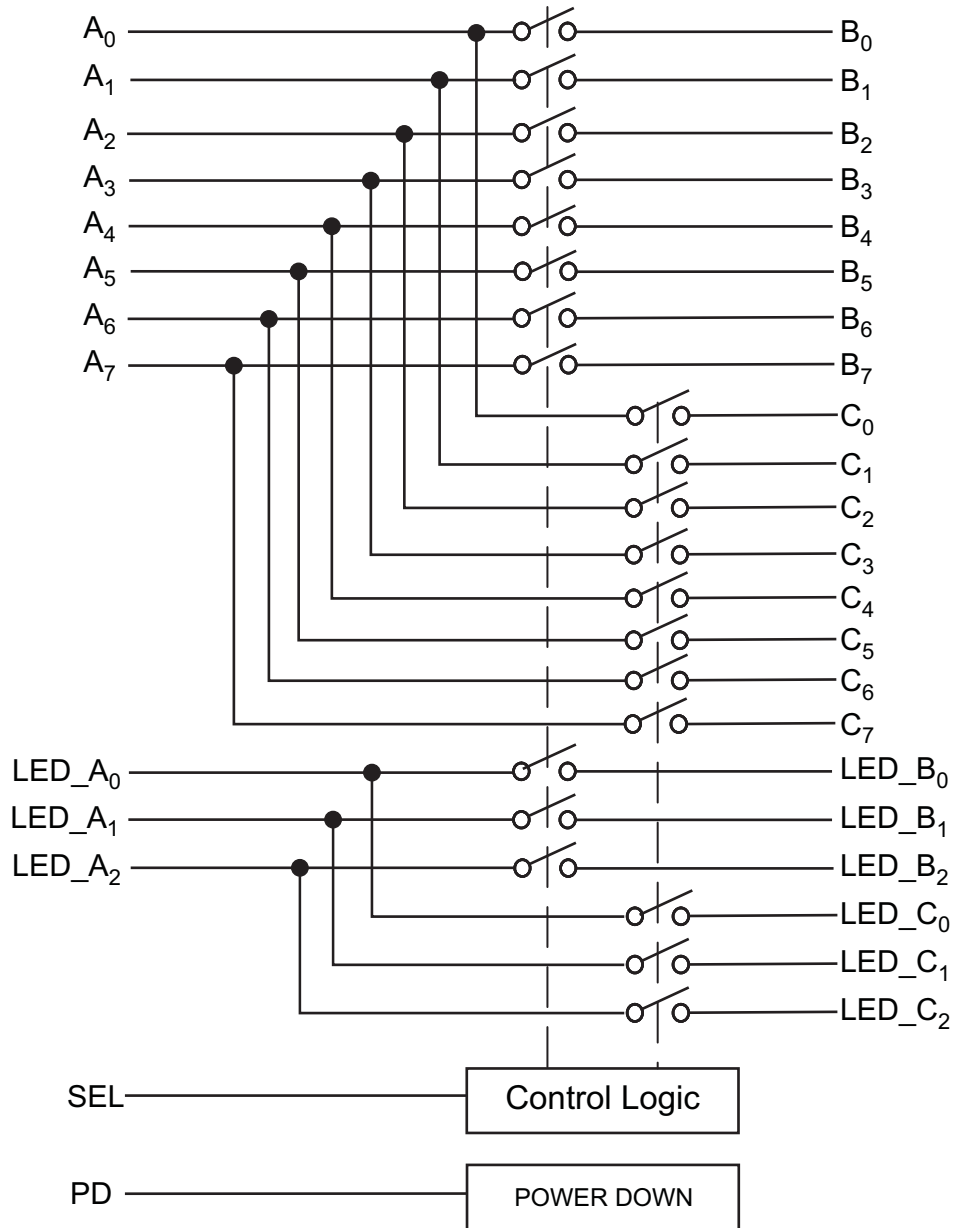 A0 B0
A1 B1
A2 B2
A3 B3
A4 B4
A5 B5
A6 B6
A7 B7
C0
C1
C2
C3
C4
C5
C6
C7
LED_A0 LED_B0
LED_A1 LED_B1
LED_A2 LED_B2
LED_C0
LED_C1
LED_C2
SEL Control Logic
PD POWER DOWN